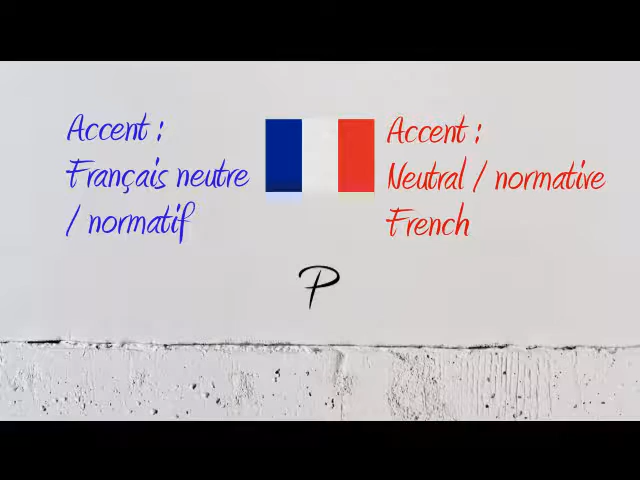 Accent :
Français neutre
/ normatif
Accent :
Neutral / normative
French
P